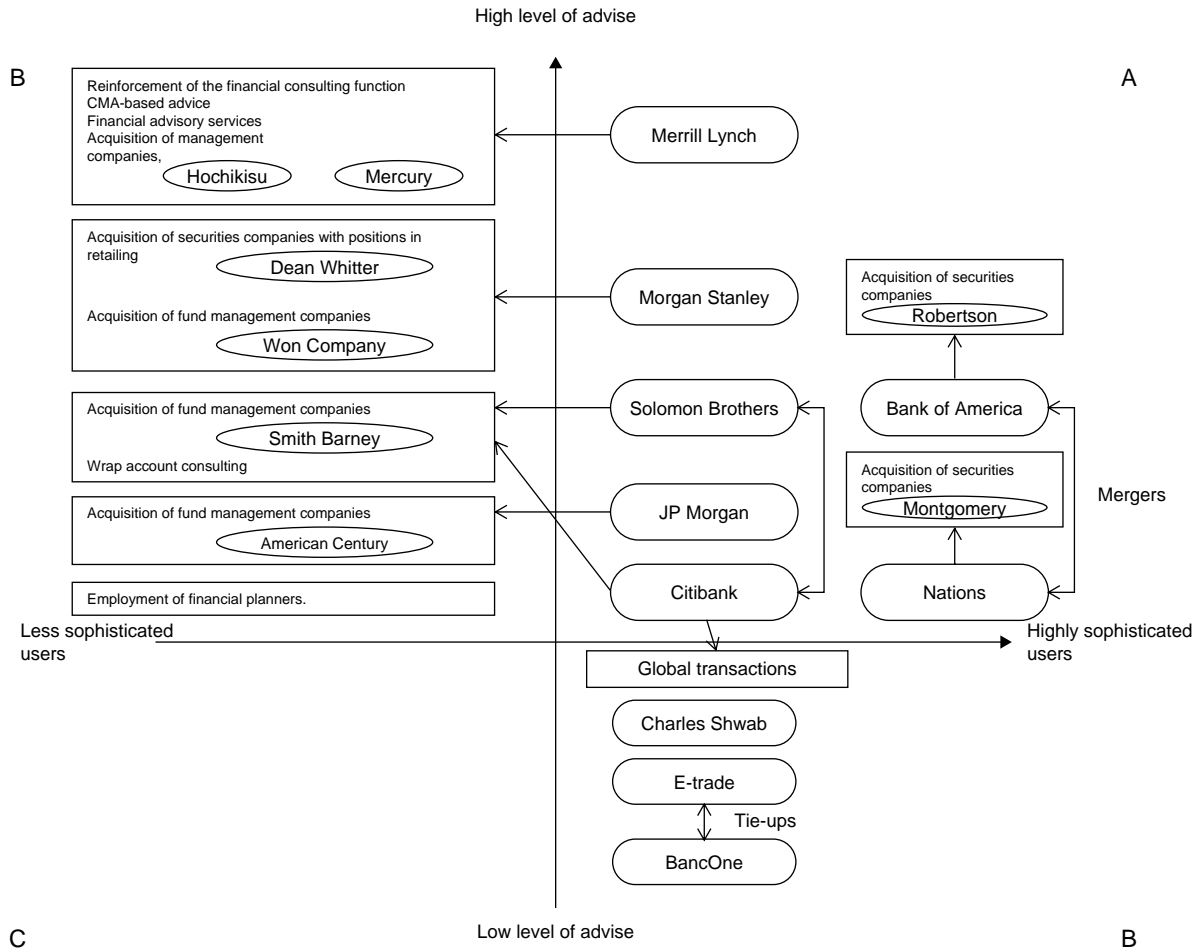 High level of advise
B
A
Reinforcement of the financial consulting function
CMA-based advice
Financial advisory services
Acquisition of management
companies,
Hochikisu
Mercury
Merrill Lynch
Acquisition of securities companies with positions in
retailing
Dean Whitter
Acquisition of fund management companies
Won Company
Morgan Stanley
Acquisition of securities
companies
Robertson
Acquisition of fund management companies
Smith Barney
Wrap account consulting
Solomon Brothers
Bank of America
Acquisition of securities
companies
Montgomery
Mergers
Acquisition of fund management companies
American Century
JP Morgan
Employment of financial planners.
Citibank
Nations
Less sophisticated
users
Highly sophisticated
users
Global transactions
Charles Shwab
E-trade
Tie-ups
BancOne
C
Low level of advise
B